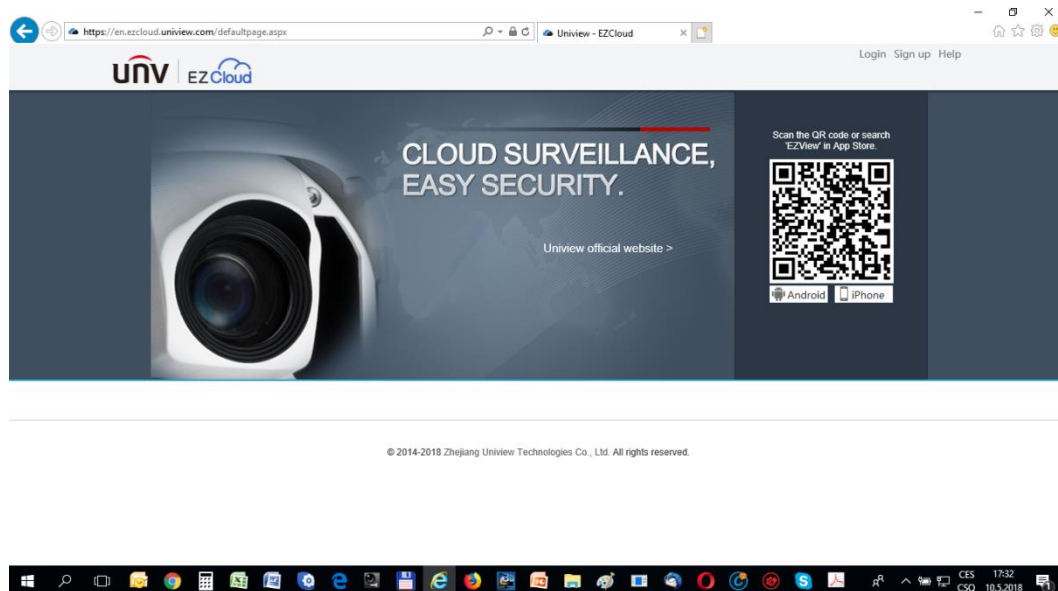 https://en.ezcloud.uniview.com/defaultpage.aspx
Uniview - EZCloud
Login Sign up Help
unv EZCloud
CLOUD SURVEILLANCE,
EASY SECURITY.
Uniview official website >
Scan the QR code or search
'EZView' in App Store.
Android iPhone
© 2014-2018 Zhejiang Uniview Technologies Co., Ltd. All rights reserved.
CES 17:32
CSQ 10.5.2018